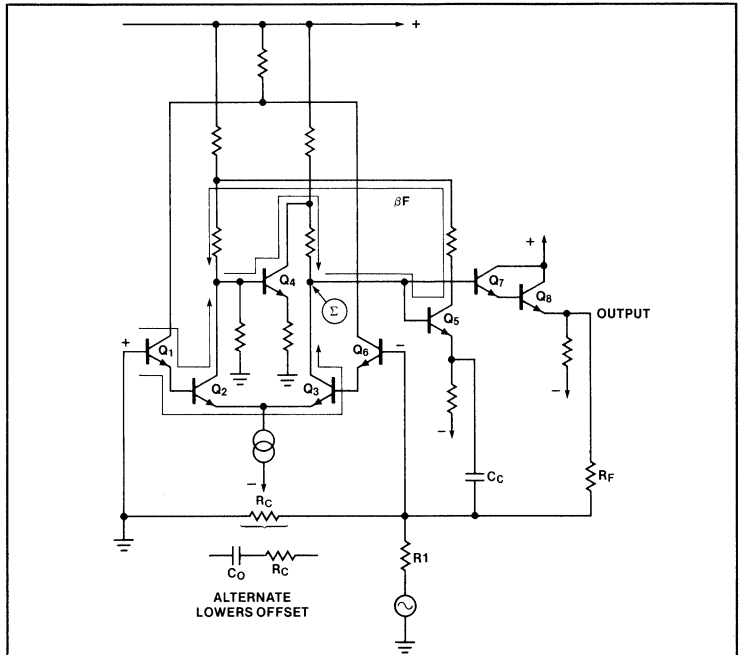 +
βF
+
Q4
Q7
Q8
Σ
OUTPUT
+
Q1
Q5
Q6
−
Q2
Q3
−
−
−
CC
RF
RC
R1
CO
RC
ALTERNATE
LOWERS OFFSET